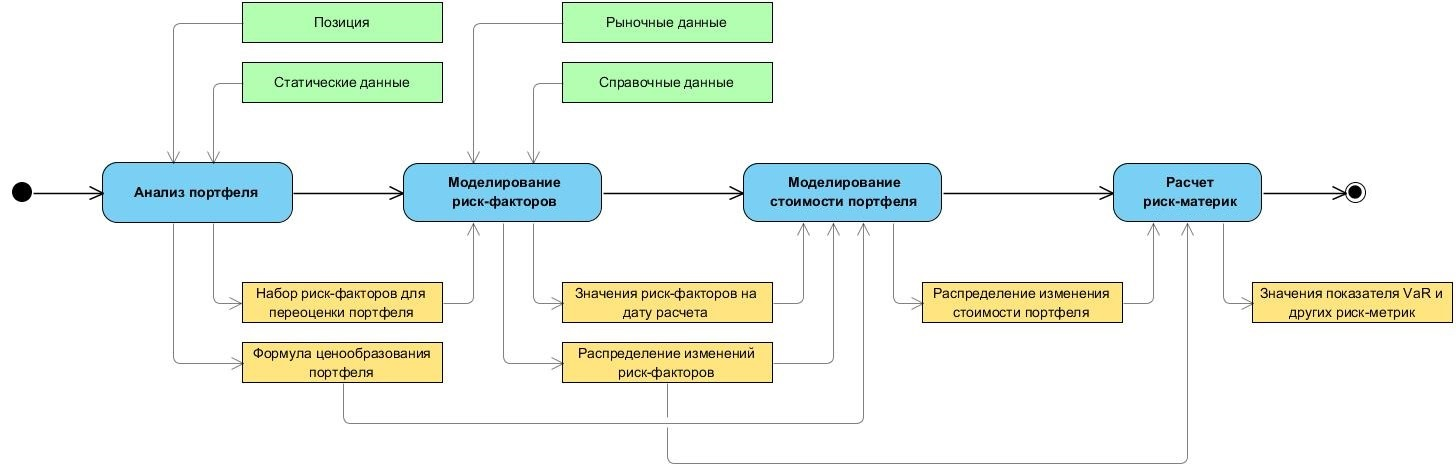 Позиция
Рыночные данные
Статические данные
Справочные данные
Анализ портфеля
Моделирование
риск-факторов
Моделирование
стоимости портфеля
Расчет
риск-материк
Набор риск-факторов для
переоценки портфеля
Значения риск-факторов на
дату расчета
Распределение изменения
стоимости портфеля
Значения показателя VaR и
других риск-метрик
Формула ценообразования
портфеля
Распределение изменений
риск-факторов